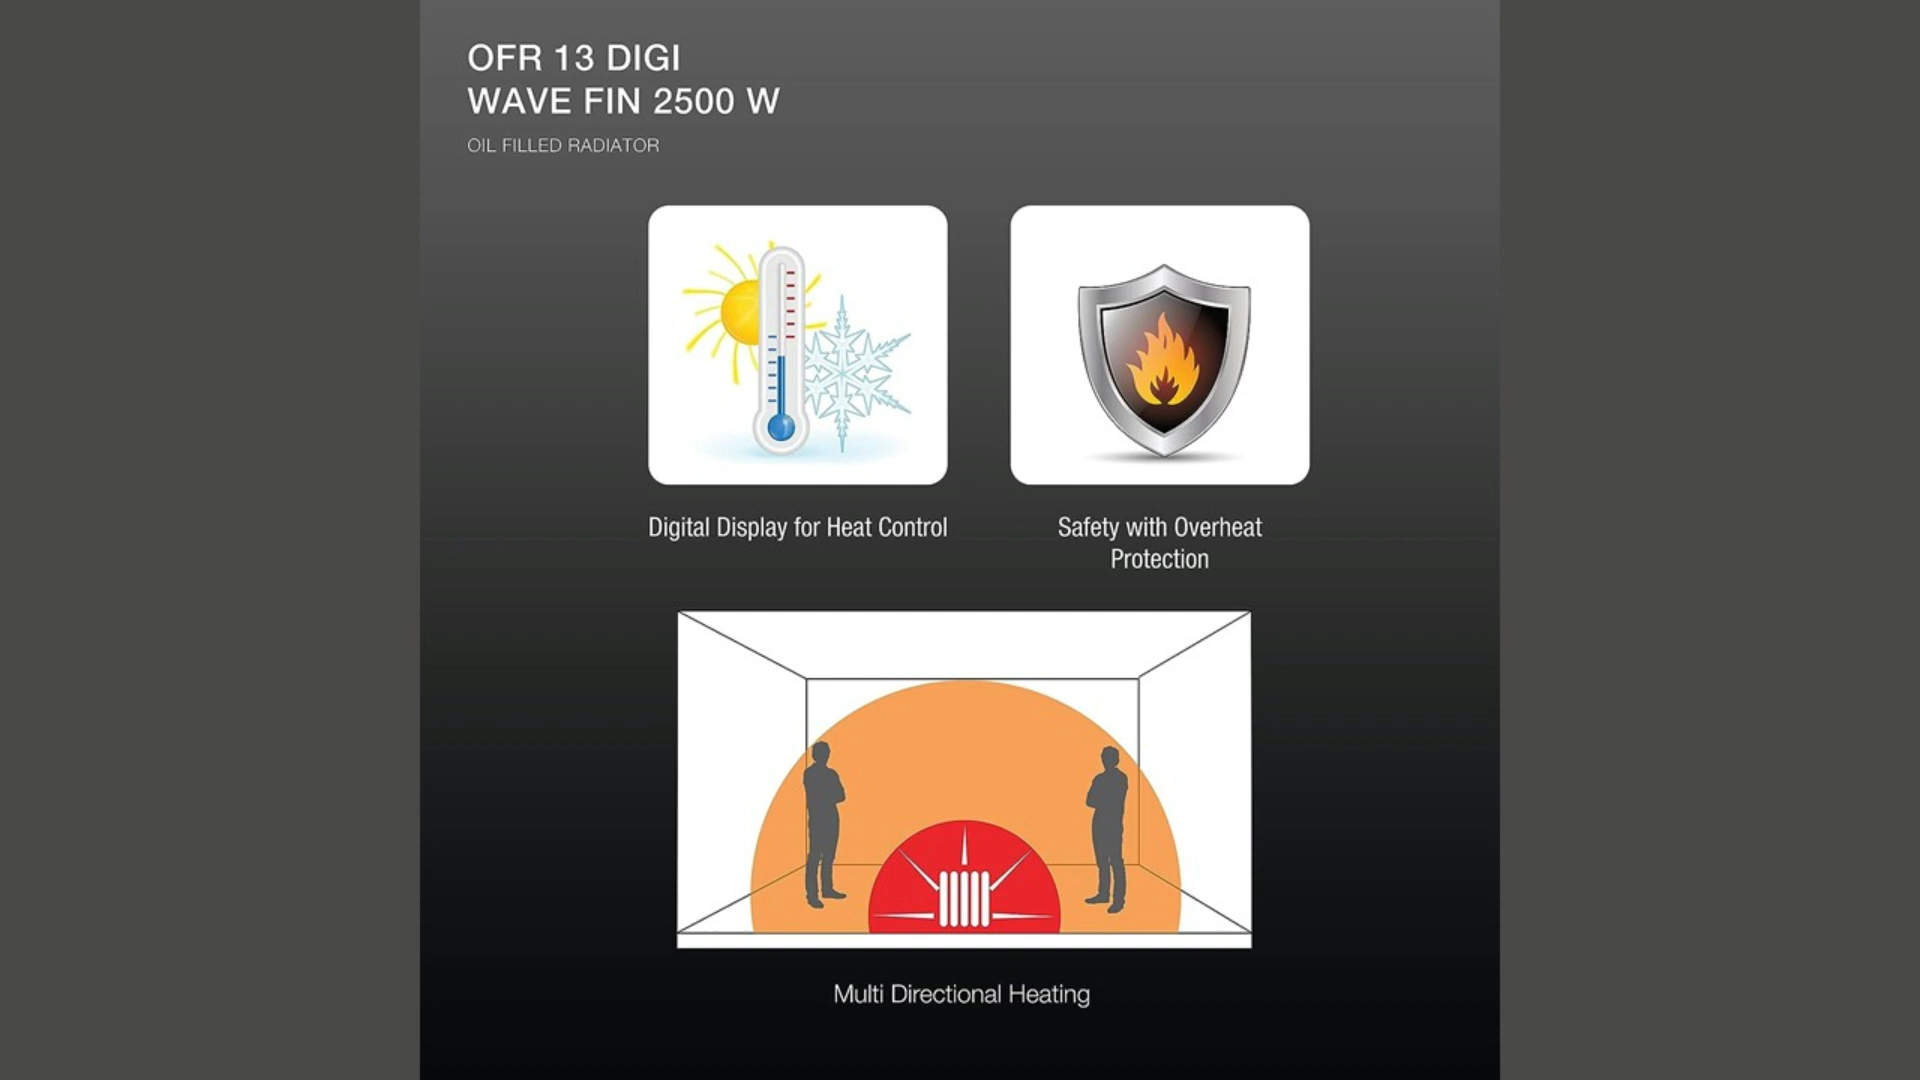 OFR 13 DIGI
WAVE FIN 2500 W
OIL FILLED RADIATOR
Digital Display for Heat Control
Safety with Overheat
Protection
Multi Directional Heating